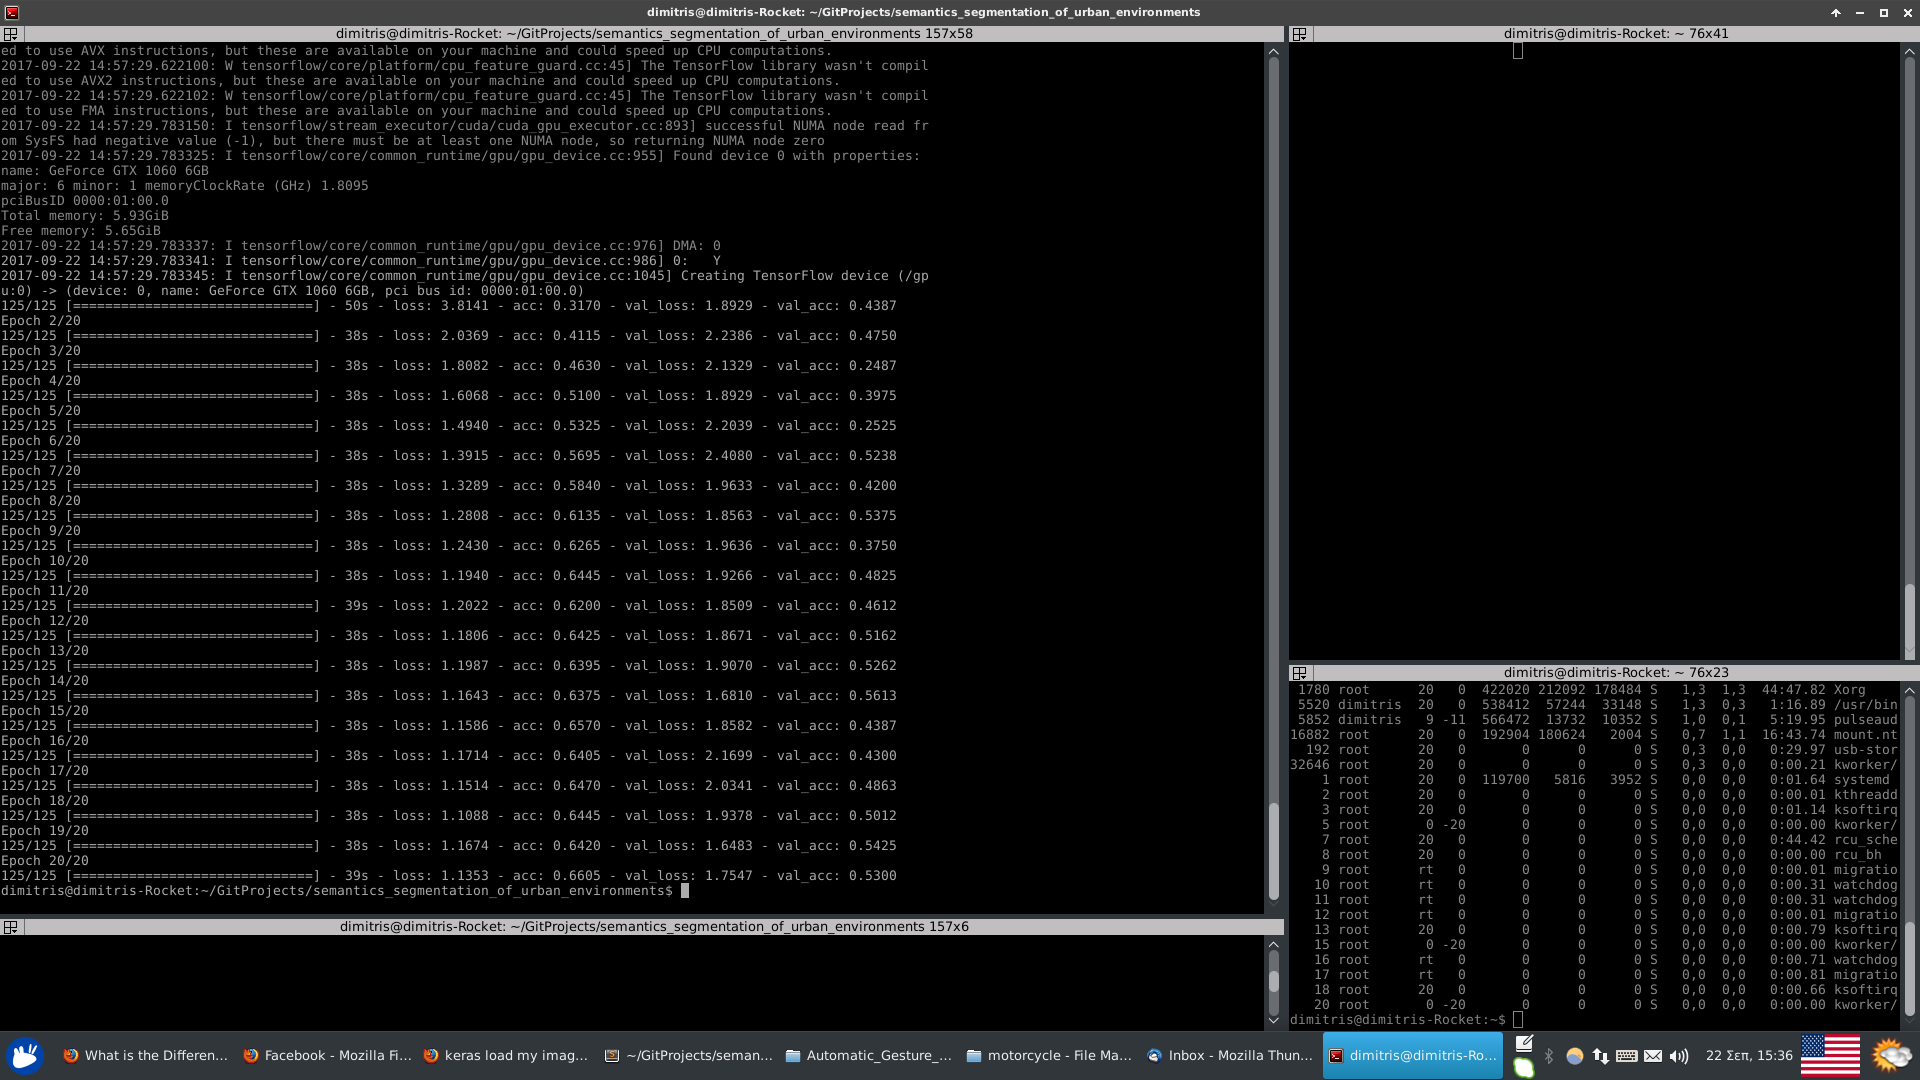 dimitris@dimitris-Rocket: ~/GitProjects/semantics_segmentation_of_urban_environments
dimitris@dimitris-Rocket: ~/GitProjects/semantics_segmentation_of_urban_environments 157x58
ed to use AVX instructions, but these are available on your machine and could speed up CPU computations.
2017-09-22 14:57:29.622100: W tensorflow/core/platform/cpu_feature_guard.cc:45] The TensorFlow library wasn't compil
ed to use AVX2 instructions, but these are available on your machine and could speed up CPU computations.
2017-09-22 14:57:29.622102: W tensorflow/core/platform/cpu_feature_guard.cc:45] The TensorFlow library wasn't compil
ed to use FMA instructions, but these are available on your machine and could speed up CPU computations.
2017-09-22 14:57:29.783150: I tensorflow/stream_executor/cuda/cuda_gpu_executor.cc:893] successful NUMA node read fr
om SysFS had negative value (-1), but there must be at least one NUMA node, so returning NUMA node zero
2017-09-22 14:57:29.783325: I tensorflow/core/common_runtime/gpu/gpu_device.cc:955] Found device 0 with properties:
name: GeForce GTX 1060 6GB
major: 6 minor: 1 memoryClockRate (GHz) 1.8095
pciBusID 0000:01:00.0
Total memory: 5.93GiB
Free memory: 5.65GiB
2017-09-22 14:57:29.783337: I tensorflow/core/common_runtime/gpu/gpu_device.cc:976] DMA: 0
2017-09-22 14:57:29.783341: I tensorflow/core/common_runtime/gpu/gpu_device.cc:986] 0:   Y
2017-09-22 14:57:29.783345: I tensorflow/core/common_runtime/gpu/gpu_device.cc:1045] Creating TensorFlow device (/gp
u:0) -> (device: 0, name: GeForce GTX 1060 6GB, pci bus id: 0000:01:00.0)
125/125 [==============================] - 50s - loss: 3.8141 - acc: 0.3170 - val_loss: 1.8929 - val_acc: 0.4387
Epoch 2/20
125/125 [==============================] - 38s - loss: 2.0369 - acc: 0.4115 - val_loss: 2.2386 - val_acc: 0.4750
Epoch 3/20
125/125 [==============================] - 38s - loss: 1.8082 - acc: 0.4630 - val_loss: 2.1329 - val_acc: 0.2487
Epoch 4/20
125/125 [==============================] - 38s - loss: 1.6068 - acc: 0.5100 - val_loss: 1.8929 - val_acc: 0.3975
Epoch 5/20
125/125 [==============================] - 38s - loss: 1.4940 - acc: 0.5325 - val_loss: 2.2039 - val_acc: 0.2525
Epoch 6/20
125/125 [==============================] - 38s - loss: 1.3915 - acc: 0.5695 - val_loss: 2.4080 - val_acc: 0.5238
Epoch 7/20
125/125 [==============================] - 38s - loss: 1.3289 - acc: 0.5840 - val_loss: 1.9633 - val_acc: 0.4200
Epoch 8/20
125/125 [==============================] - 38s - loss: 1.2808 - acc: 0.6135 - val_loss: 1.8563 - val_acc: 0.5375
Epoch 9/20
125/125 [==============================] - 38s - loss: 1.2430 - acc: 0.6265 - val_loss: 1.9636 - val_acc: 0.3750
Epoch 10/20
125/125 [==============================] - 38s - loss: 1.1940 - acc: 0.6445 - val_loss: 1.9266 - val_acc: 0.4825
Epoch 11/20
125/125 [==============================] - 39s - loss: 1.2022 - acc: 0.6200 - val_loss: 1.8509 - val_acc: 0.4612
Epoch 12/20
125/125 [==============================] - 38s - loss: 1.1806 - acc: 0.6425 - val_loss: 1.8671 - val_acc: 0.5162
Epoch 13/20
125/125 [==============================] - 38s - loss: 1.1987 - acc: 0.6395 - val_loss: 1.9070 - val_acc: 0.5262
Epoch 14/20
125/125 [==============================] - 38s - loss: 1.1643 - acc: 0.6375 - val_loss: 1.6810 - val_acc: 0.5613
Epoch 15/20
125/125 [==============================] - 38s - loss: 1.1586 - acc: 0.6570 - val_loss: 1.8582 - val_acc: 0.4387
Epoch 16/20
125/125 [==============================] - 38s - loss: 1.1714 - acc: 0.6405 - val_loss: 2.1699 - val_acc: 0.4300
Epoch 17/20
125/125 [==============================] - 38s - loss: 1.1514 - acc: 0.6470 - val_loss: 2.0341 - val_acc: 0.4863
Epoch 18/20
125/125 [==============================] - 38s - loss: 1.1088 - acc: 0.6445 - val_loss: 1.9378 - val_acc: 0.5012
Epoch 19/20
125/125 [==============================] - 38s - loss: 1.1674 - acc: 0.6420 - val_loss: 1.6483 - val_acc: 0.5425
Epoch 20/20
125/125 [==============================] - 39s - loss: 1.1353 - acc: 0.6605 - val_loss: 1.7547 - val_acc: 0.5300
dimitris@dimitris-Rocket:~/GitProjects/semantics_segmentation_of_urban_environments$
dimitris@dimitris-Rocket: ~/GitProjects/semantics_segmentation_of_urban_environments 157x6
dimitris@dimitris-Rocket: ~ 76x41
dimitris@dimitris-Rocket: ~ 76x23
1780 root 20 0 422020 212092 178484 S 1,3 1,3 44:47.82 Xorg
5520 dimitris 20 0 538412 57244 33148 S 1,3 0,3 1:16.89 /usr/bin
5852 dimitris 9 -11 566472 13732 10352 S 1,0 0,1 5:19.95 pulseaud
16882 root 20 0 192904 180624 2004 S 0,7 1,1 16:43.74 mount.nt
192 root 20 0 0 0 0 S 0,3 0,0 0:29.97 usb-stor
32646 root 20 0 0 0 0 S 0,3 0,0 0:00.21 kworker/
1 root 20 0 119700 5816 3952 S 0,0 0,0 0:01.64 systemd
2 root 20 0 0 0 0 S 0,0 0,0 0:00.01 kthreadd
3 root 20 0 0 0 0 S 0,0 0,0 0:01.14 ksoftirq
5 root 0 -20 0 0 0 S 0,0 0,0 0:00.00 kworker/
7 root 20 0 0 0 0 S 0,0 0,0 0:44.42 rcu_sche
8 root 20 0 0 0 0 S 0,0 0,0 0:00.00 rcu_bh
9 root rt 0 0 0 0 S 0,0 0,0 0:00.01 migratio
10 root rt 0 0 0 0 S 0,0 0,0 0:00.31 watchdog
11 root rt 0 0 0 0 S 0,0 0,0 0:00.31 watchdog
12 root rt 0 0 0 0 S 0,0 0,0 0:00.01 migratio
13 root 20 0 0 0 0 S 0,0 0,0 0:00.79 ksoftirq
15 root 0 -20 0 0 0 S 0,0 0,0 0:00.00 kworker/
16 root rt 0 0 0 0 S 0,0 0,0 0:00.71 watchdog
17 root rt 0 0 0 0 S 0,0 0,0 0:00.81 migratio
18 root 20 0 0 0 0 S 0,0 0,0 0:00.66 ksoftirq
20 root 0 -20 0 0 0 S 0,0 0,0 0:00.00 kworker/
dimitris@dimitris-Rocket:~$
What is the Differen...
Facebook - Mozilla Fi...
keras load my imag...
~/GitProjects/seman...
Automatic_Gesture_...
motorcycle - File Ma...
Inbox - Mozilla Thun...
dimitris@dimitris-Ro...
22 Σεπ, 15:36